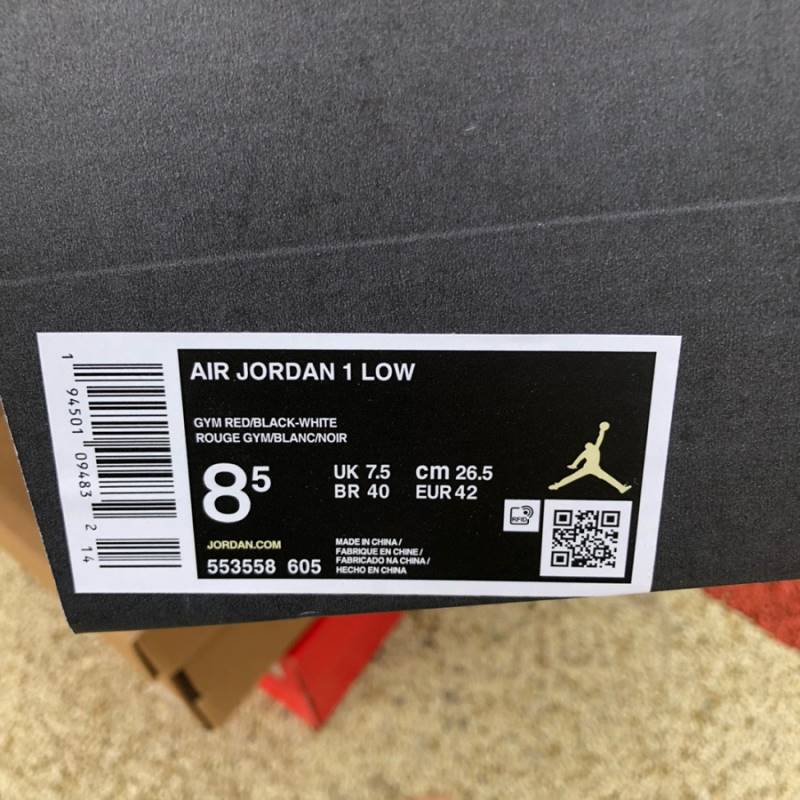 AIR JORDAN 1 LOW
GYM RED/BLACK-WHITE
ROUGE GYM/BLANC/NOIR
8⁵
UK 7.5 cm 26.5
BR 40 EUR 42
RFID
JORDAN.COM
553558 605
MADE IN CHINA /
FABRIQUE EN CHINE /
FABRICADO NA CHINA /
HECHO EN CHINA
1 94501 09483 2 14